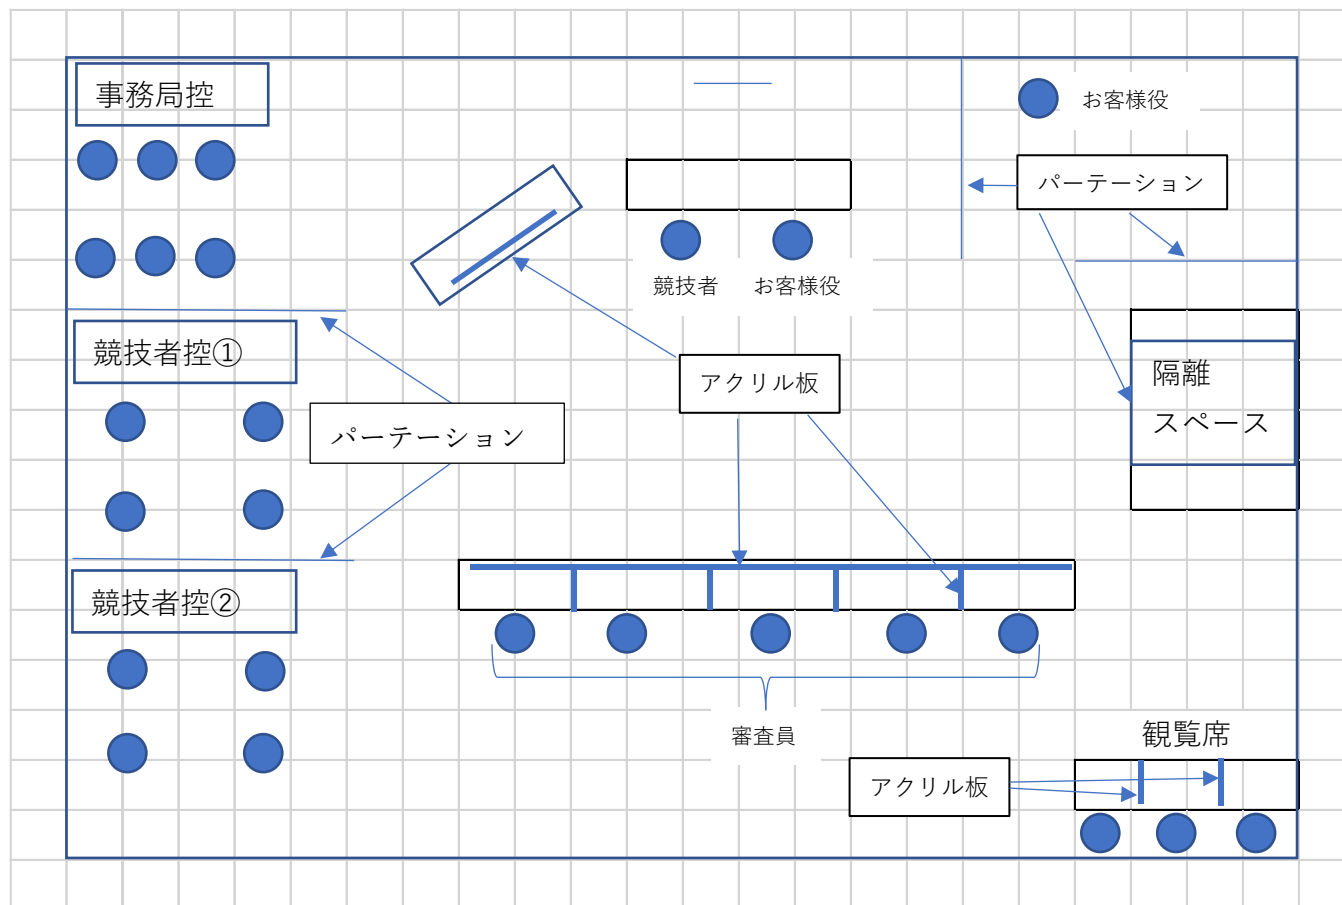 事務局控
お客様役
パーテーション
競技者
お客様役
競技者控①
アクリル板
隔離
スペース
パーテーション
競技者控②
審査員
観覧席
アクリル板